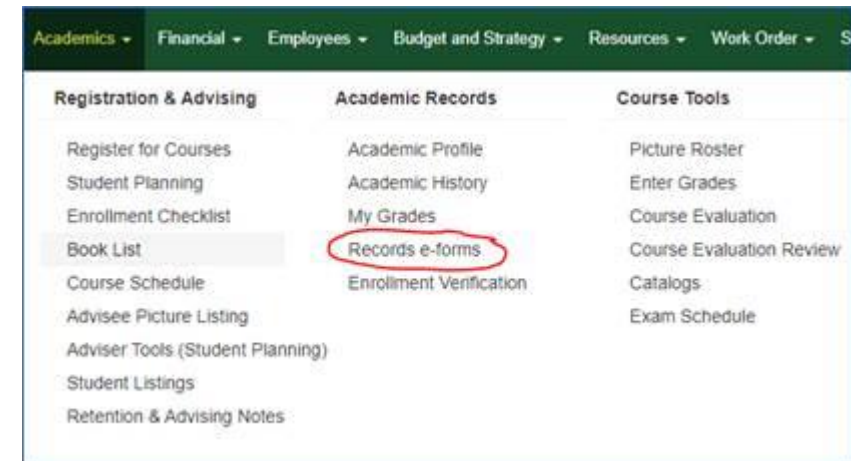 Academics Financial Employees Budget and Strategy Resources Work Order S
Registration & Advising
Register for Courses
Student Planning
Enrollment Checklist
Book List
Course Schedule
Advisee Picture Listing
Adviser Tools (Student Planning)
Student Listings
Retention & Advising Notes
Academic Records
Academic Profile
Academic History
My Grades
Records e-forms
Enrollment Verification
Course Tools
Picture Roster
Enter Grades
Course Evaluation
Course Evaluation Review
Catalogs
Exam Schedule